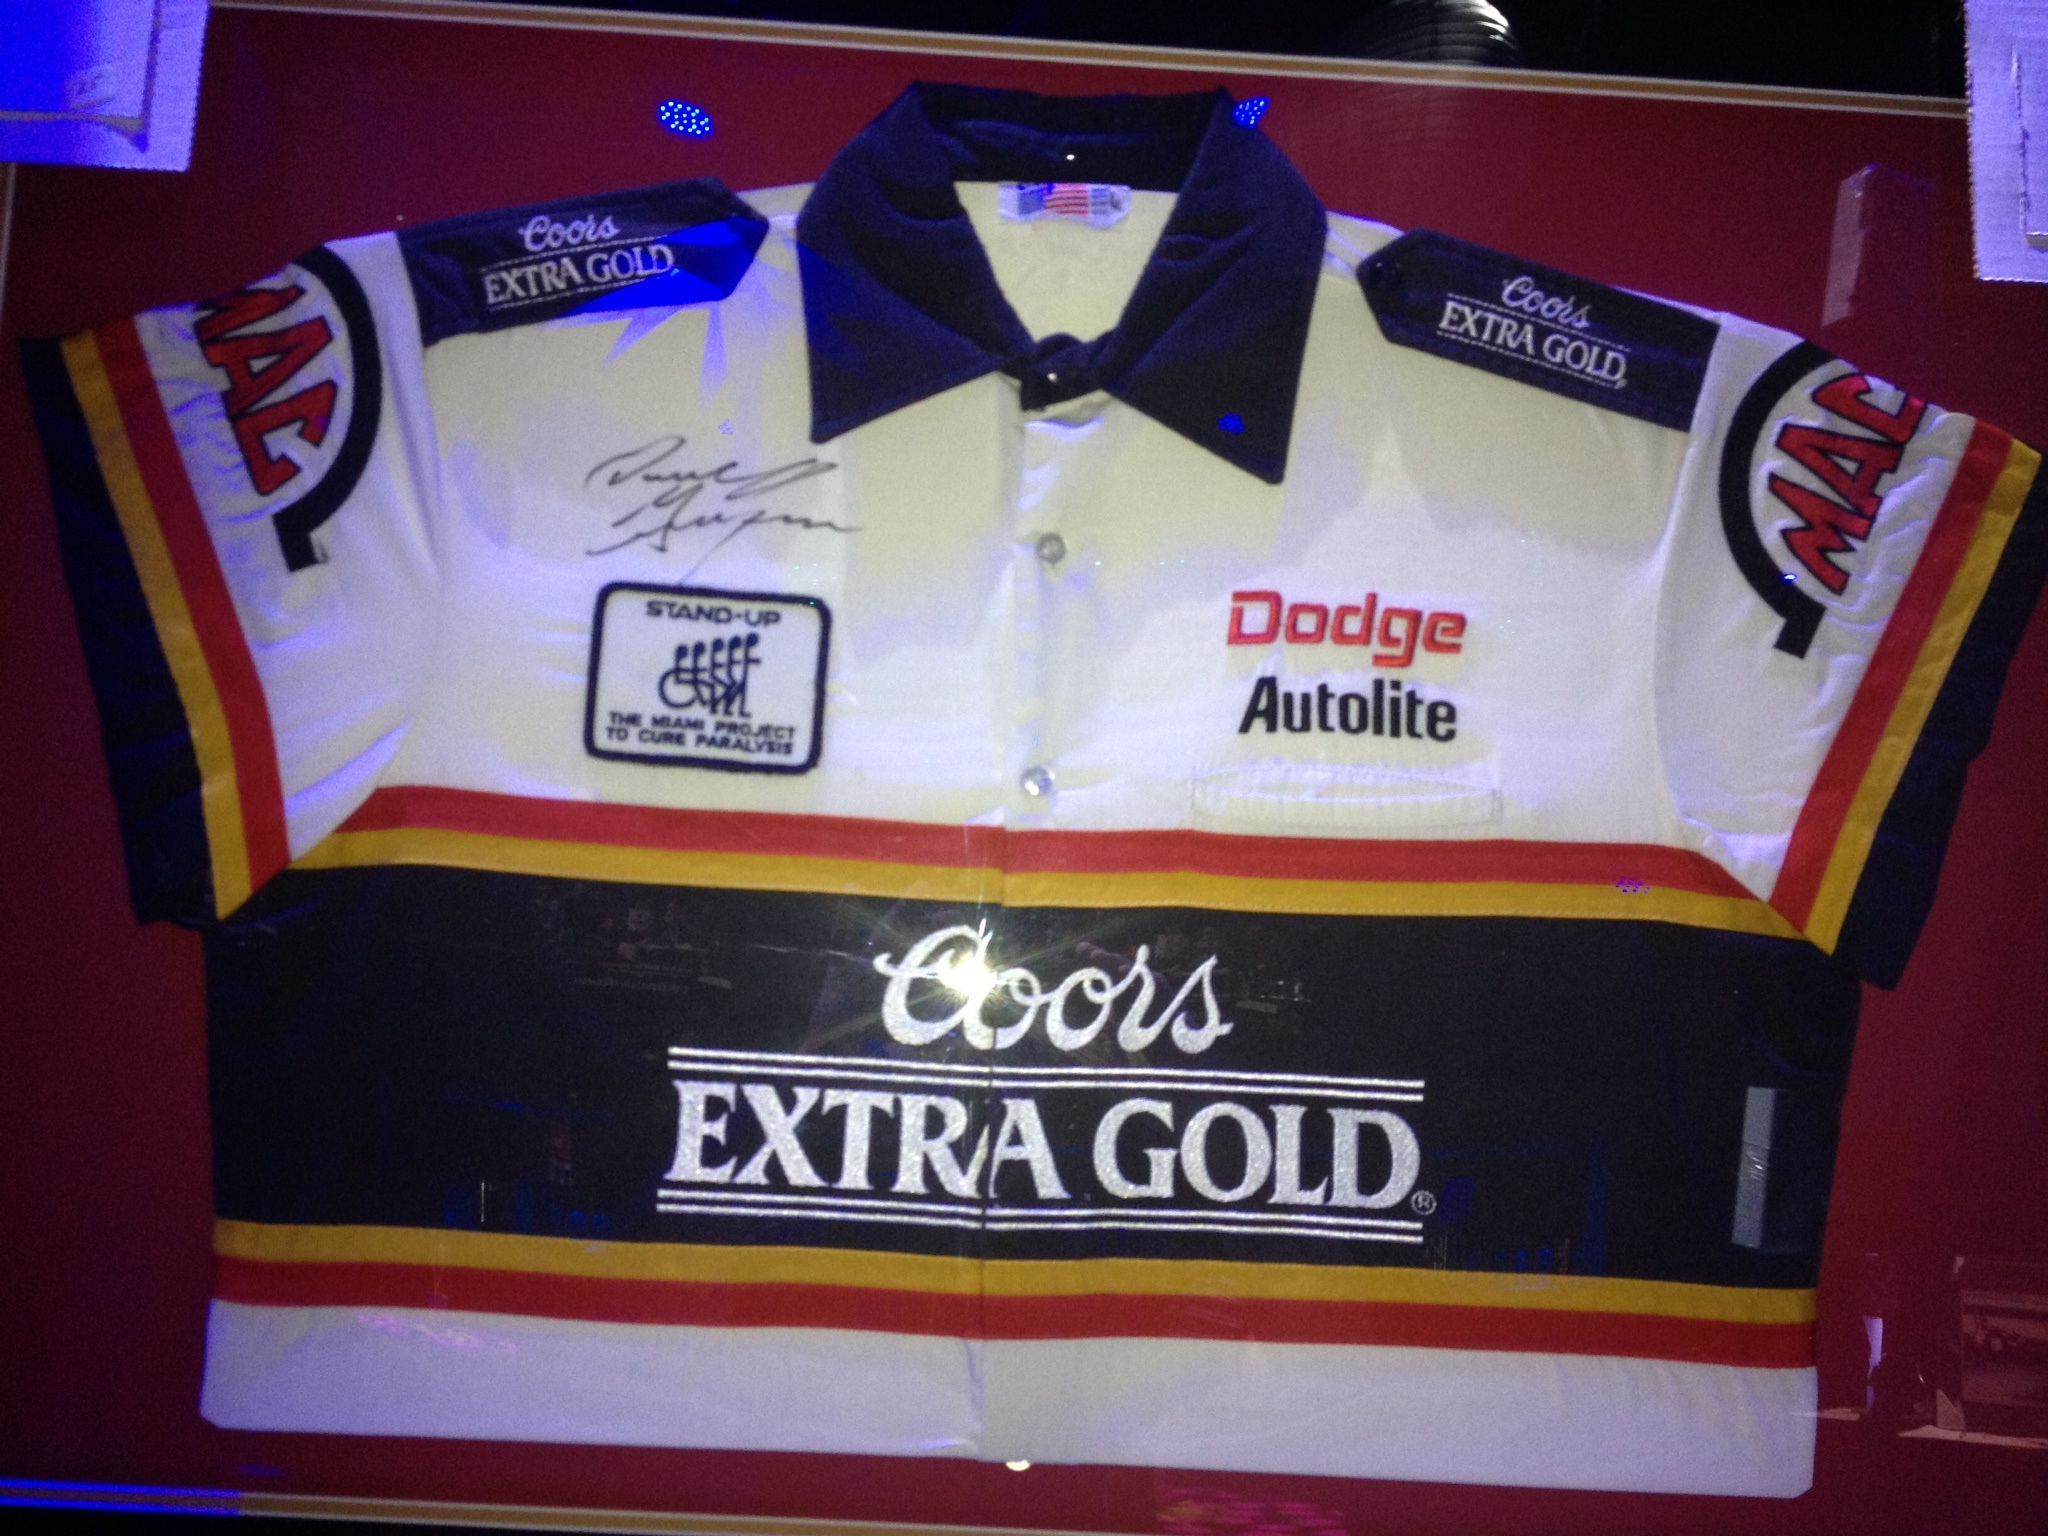 Coors
EXTRA GOLD
Coors
EXTRA GOLD
MAC
MAC
STAND-UP
THE MIAMI PROJECT
TO CURE PARALYSIS
Dodge
Autolite
Coors
EXTRA GOLD®